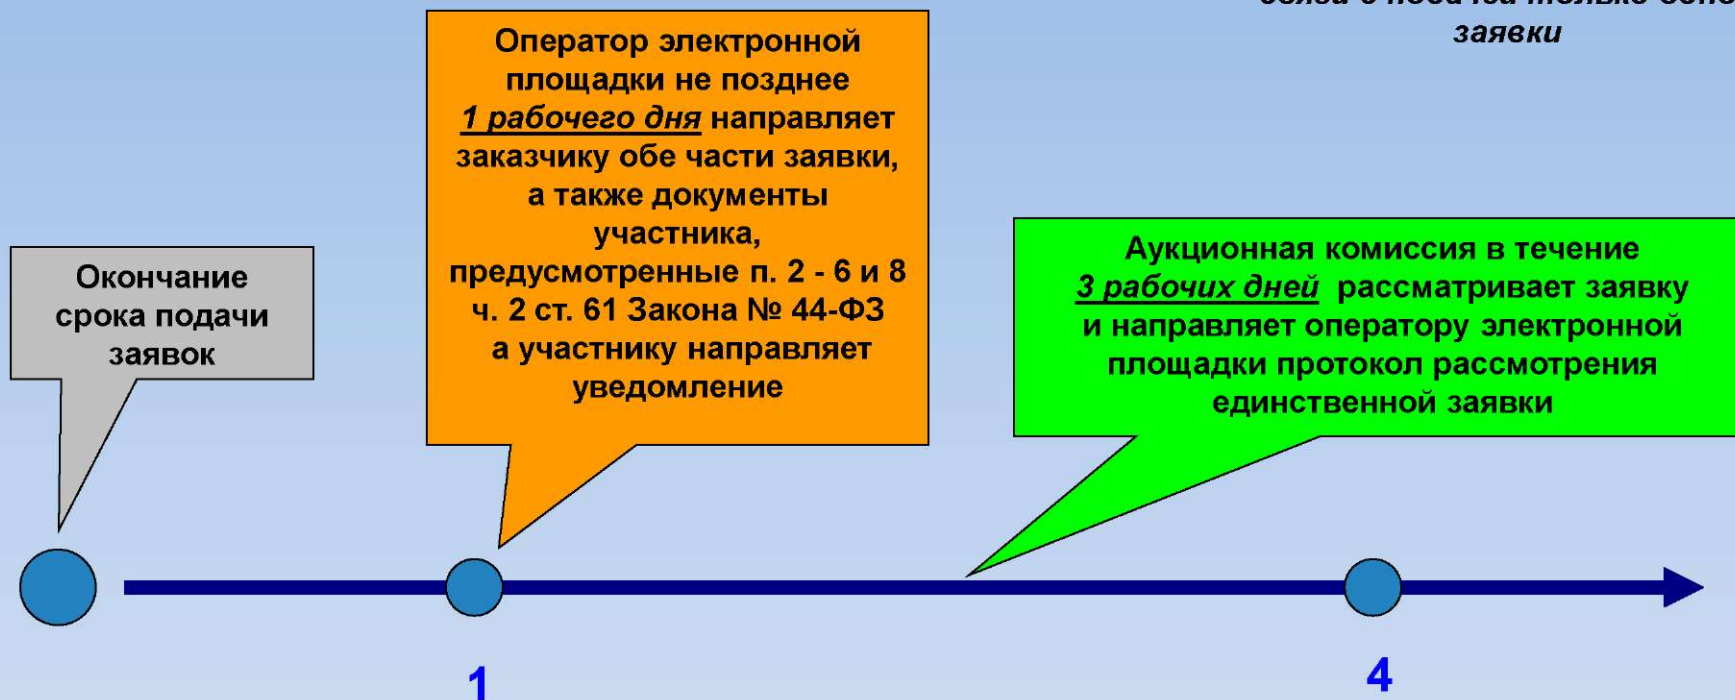 заявки
Оператор электронной
площадки не позднее
1 рабочего дня направляет
заказчику обе части заявки,
а также документы
участника,
предусмотренные п. 2 - 6 и 8
ч. 2 ст. 61 Закона № 44-ФЗ
а участнику направляет
уведомление
Окончание
срока подачи
заявок
Аукционная комиссия в течение
3 рабочих дней рассматривает заявку
и направляет оператору электронной
площадки протокол рассмотрения
единственной заявки
1
4